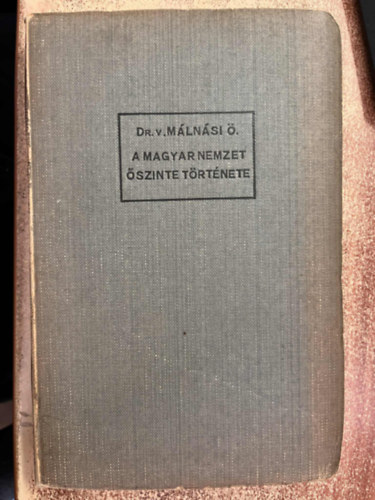 DR. V. MÁLNÁSI Ö.
A MAGYAR NEMZET
ŐSZINTE TÖRTÉNETE